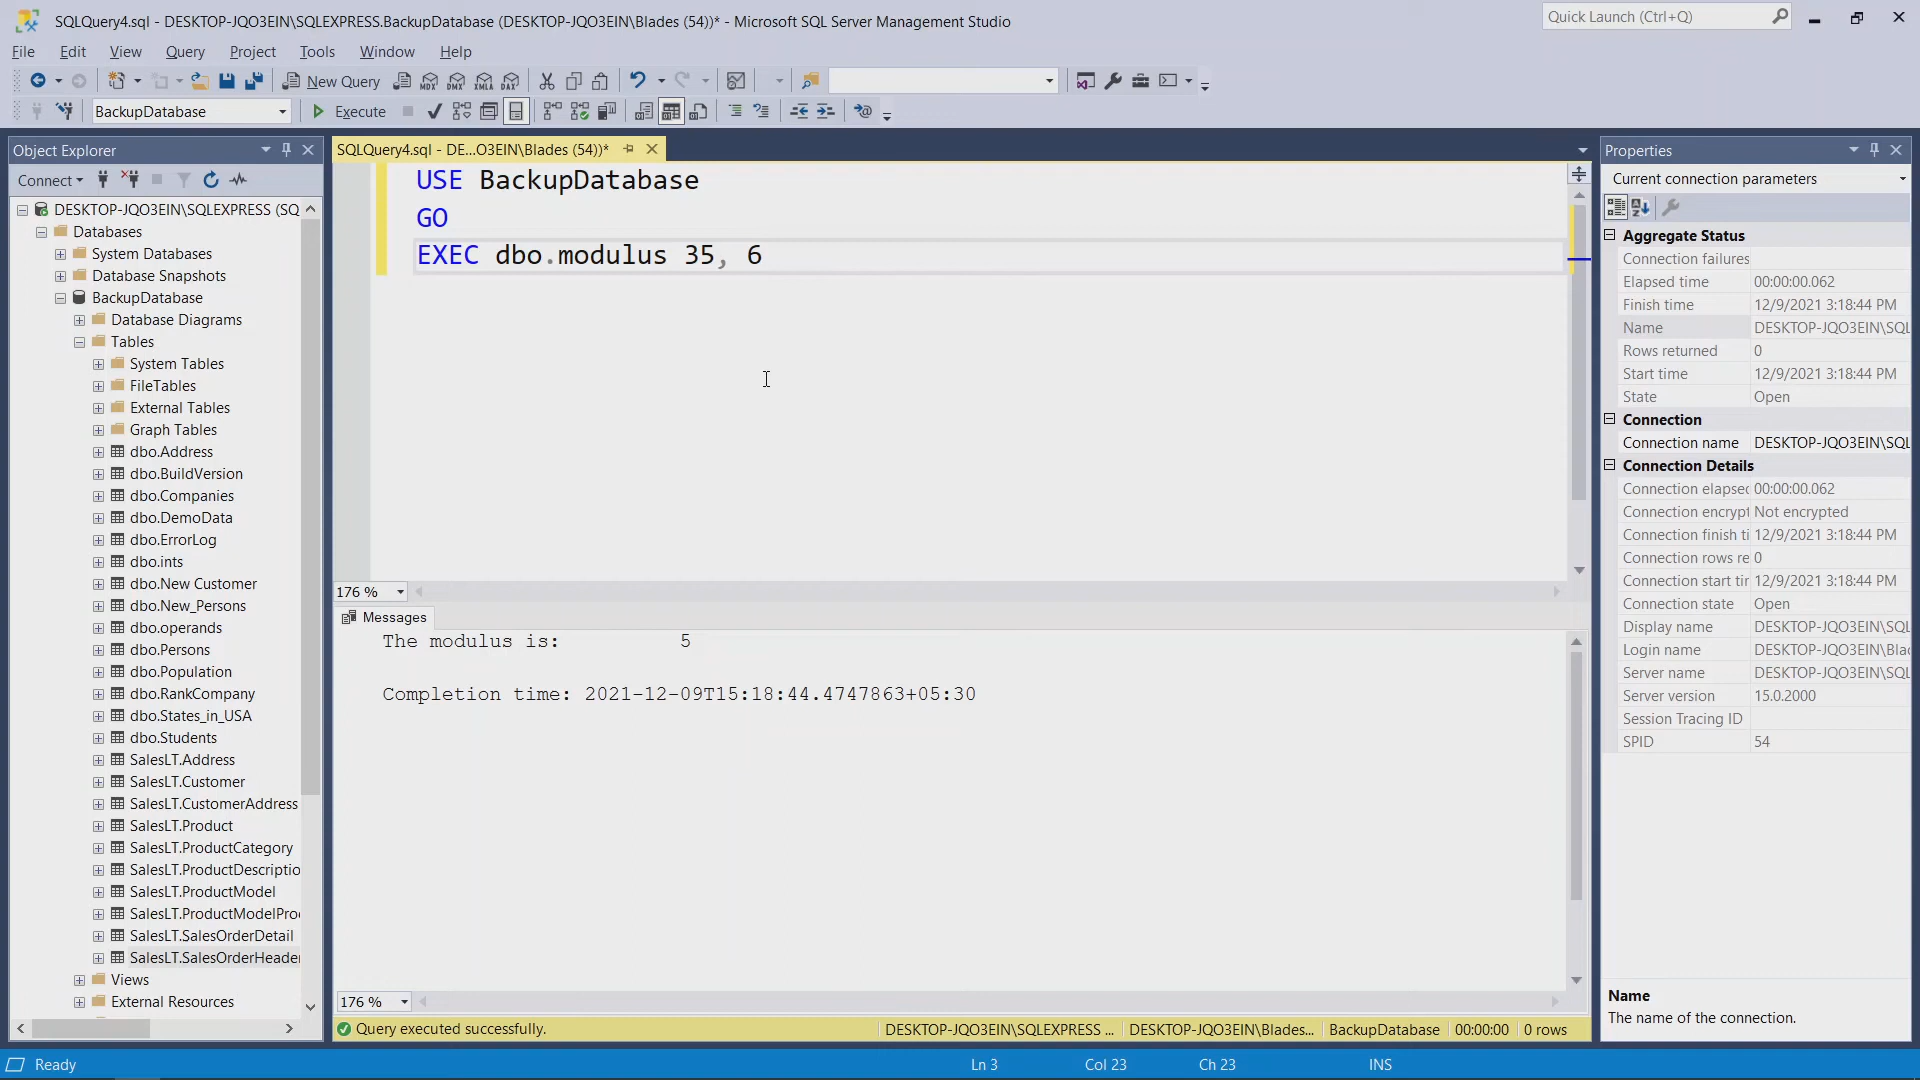 SQLQuery4.sql - DESKTOP-JQO3EIN\SQLEXPRESS.BackupDatabase (DESKTOP-JQO3EIN\Blades (54))* - Microsoft SQL Server Management Studio
Quick Launch (Ctrl+Q)
File Edit View Query Project Tools Window Help
New Query
MDX DMX XMLA DAX
BackupDatabase
Execute
Object Explorer
Connect
DESKTOP-JQO3EIN\SQLEXPRESS (SQ
Databases
System Databases
Database Snapshots
BackupDatabase
Database Diagrams
Tables
System Tables
FileTables
External Tables
Graph Tables
dbo.Address
dbo.BuildVersion
dbo.Companies
dbo.DemoData
dbo.ErrorLog
dbo.ints
dbo.New Customer
dbo.New_Persons
dbo.operands
dbo.Persons
dbo.Population
dbo.RankCompany
dbo.States_in_USA
dbo.Students
SalesLT.Address
SalesLT.Customer
SalesLT.CustomerAddress
SalesLT.Product
SalesLT.ProductCategory
SalesLT.ProductDescriptio
SalesLT.ProductModel
SalesLT.ProductModelPro
SalesLT.SalesOrderDetail
SalesLT.SalesOrderHeader
Views
External Resources
SQLQuery4.sql - DE...O3EIN\Blades (54))*
USE BackupDatabase
GO
EXEC dbo.modulus 35, 6
176 %
Messages
The modulus is: 5
Completion time: 2021-12-09T15:18:44.4747863+05:30
176 %
Query executed successfully.
DESKTOP-JQO3EIN\SQLEXPRESS ...
DESKTOP-JQO3EIN\Blades...
BackupDatabase
00:00:00
0 rows
Properties
Current connection parameters
Aggregate Status
Connection failures
Elapsed time 00:00:00.062
Finish time 12/9/2021 3:18:44 PM
Name DESKTOP-JQO3EIN\SQL
Rows returned 0
Start time 12/9/2021 3:18:44 PM
State Open
Connection
Connection name DESKTOP-JQO3EIN\SQL
Connection Details
Connection elapsec 00:00:00.062
Connection encrypt Not encrypted
Connection finish ti 12/9/2021 3:18:44 PM
Connection rows re 0
Connection start tir 12/9/2021 3:18:44 PM
Connection state Open
Display name DESKTOP-JQO3EIN\SQL
Login name DESKTOP-JQO3EIN\Blac
Server name DESKTOP-JQO3EIN\SQL
Server version 15.0.2000
Session Tracing ID
SPID 54
Name
The name of the connection.
Ready
Ln 3
Col 23
Ch 23
INS